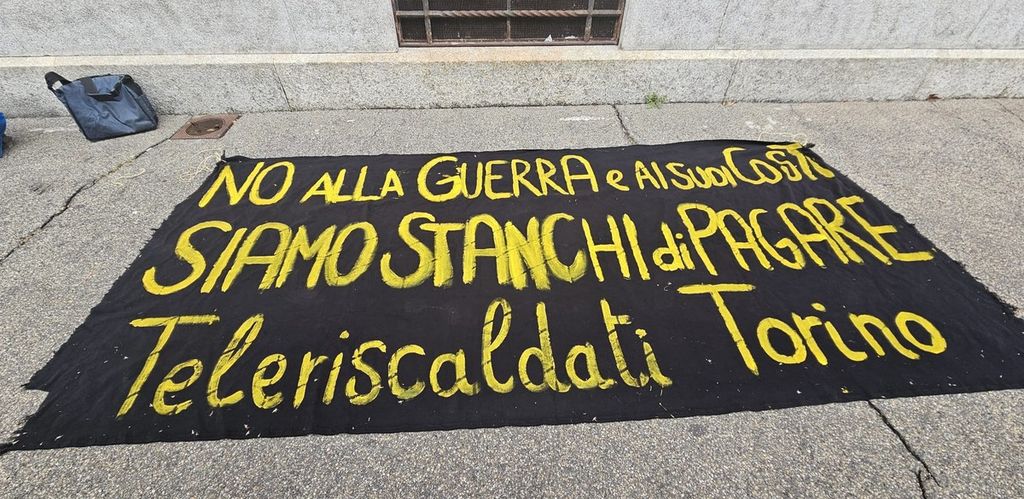 NO ALLA GUERRA e AI SUOI COSTI
SIAMO STANCHI di PAGARE
Teleriscaldati Torino